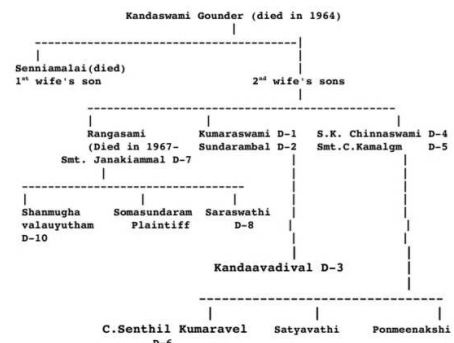 Kandaswami Gounder (died in 1964)
Senniamalai(died)
1st wife's son
2nd wife's sons
Rangasami Kumaraswami D-1 S.K. Chinnaswami D-4
(Died in 1967- Sundarambal D-2 Smt.C.Kamalgm D-5
Smt. Janakiammal D-7
Shanmugha Somasundaram Saraswathi
valauyutham Plaintiff D-8
D-10
Kandaavadival D-3
C.Senthil Kumaravel Satyavathi Ponmeenakshi
D-6